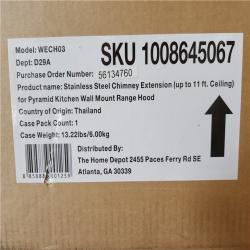 Model: WECH03
Dept: D29A
SKU 1008645067
Purchase Order Number: 56134760
Product name: Stainless Steel Chimney Extension (up to 11 ft. Ceiling)
for Pyramid Kitchen Wall Mount Range Hood
Country of Origin: Thailand
Case Pack Count: 1
Case Weight: 13.22lbs/6.00kg
Distributed By:
The Home Depot 2455 Paces Ferry Rd SE
Atlanta, GA 30339